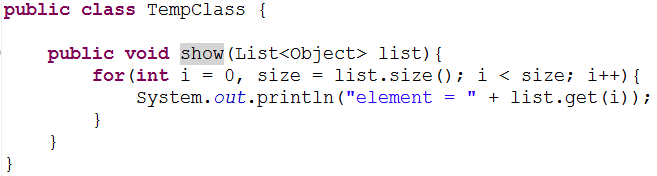 public class TempClass {
public void show(List<Object> list){
for(int i = 0, size = list.size(); i < size; i++){
System.out.println("element = " + list.get(i));
}
}
}